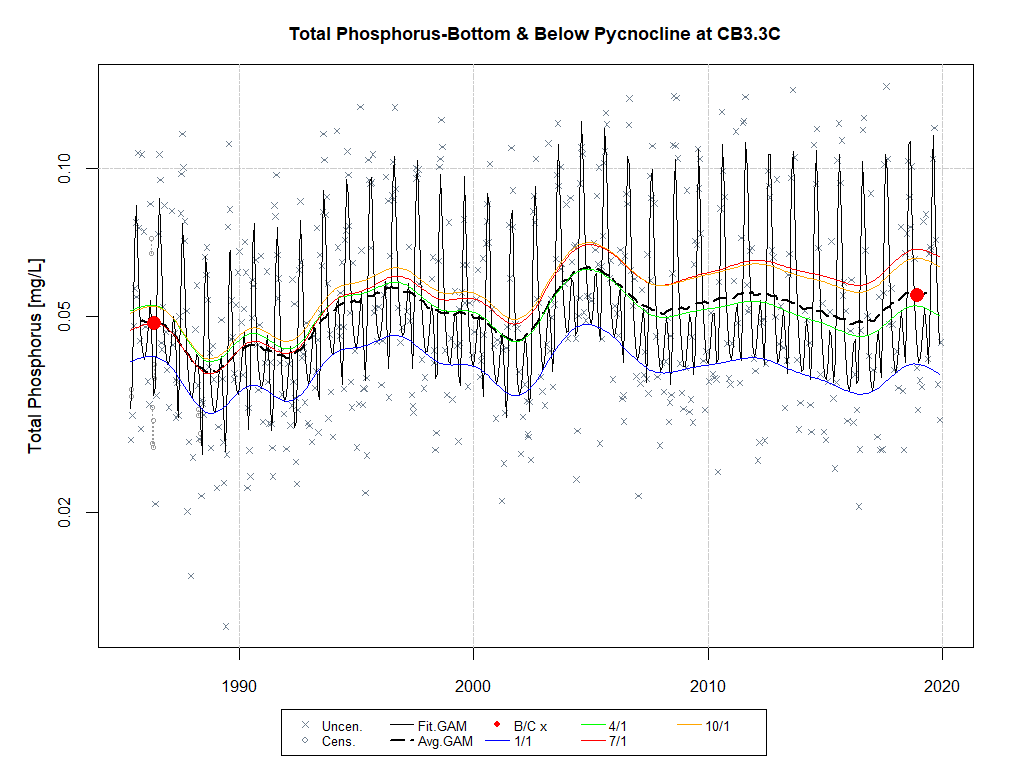 Total Phosphorus-Bottom & Below Pycnocline at CB3.3C
Total Phosphorus [mg/L]
0.10
0.05
0.02
1990 2000 2010 2020
Uncen. Fit.GAM B/C x 4/1 10/1
Cens. Avg.GAM 1/1 7/1